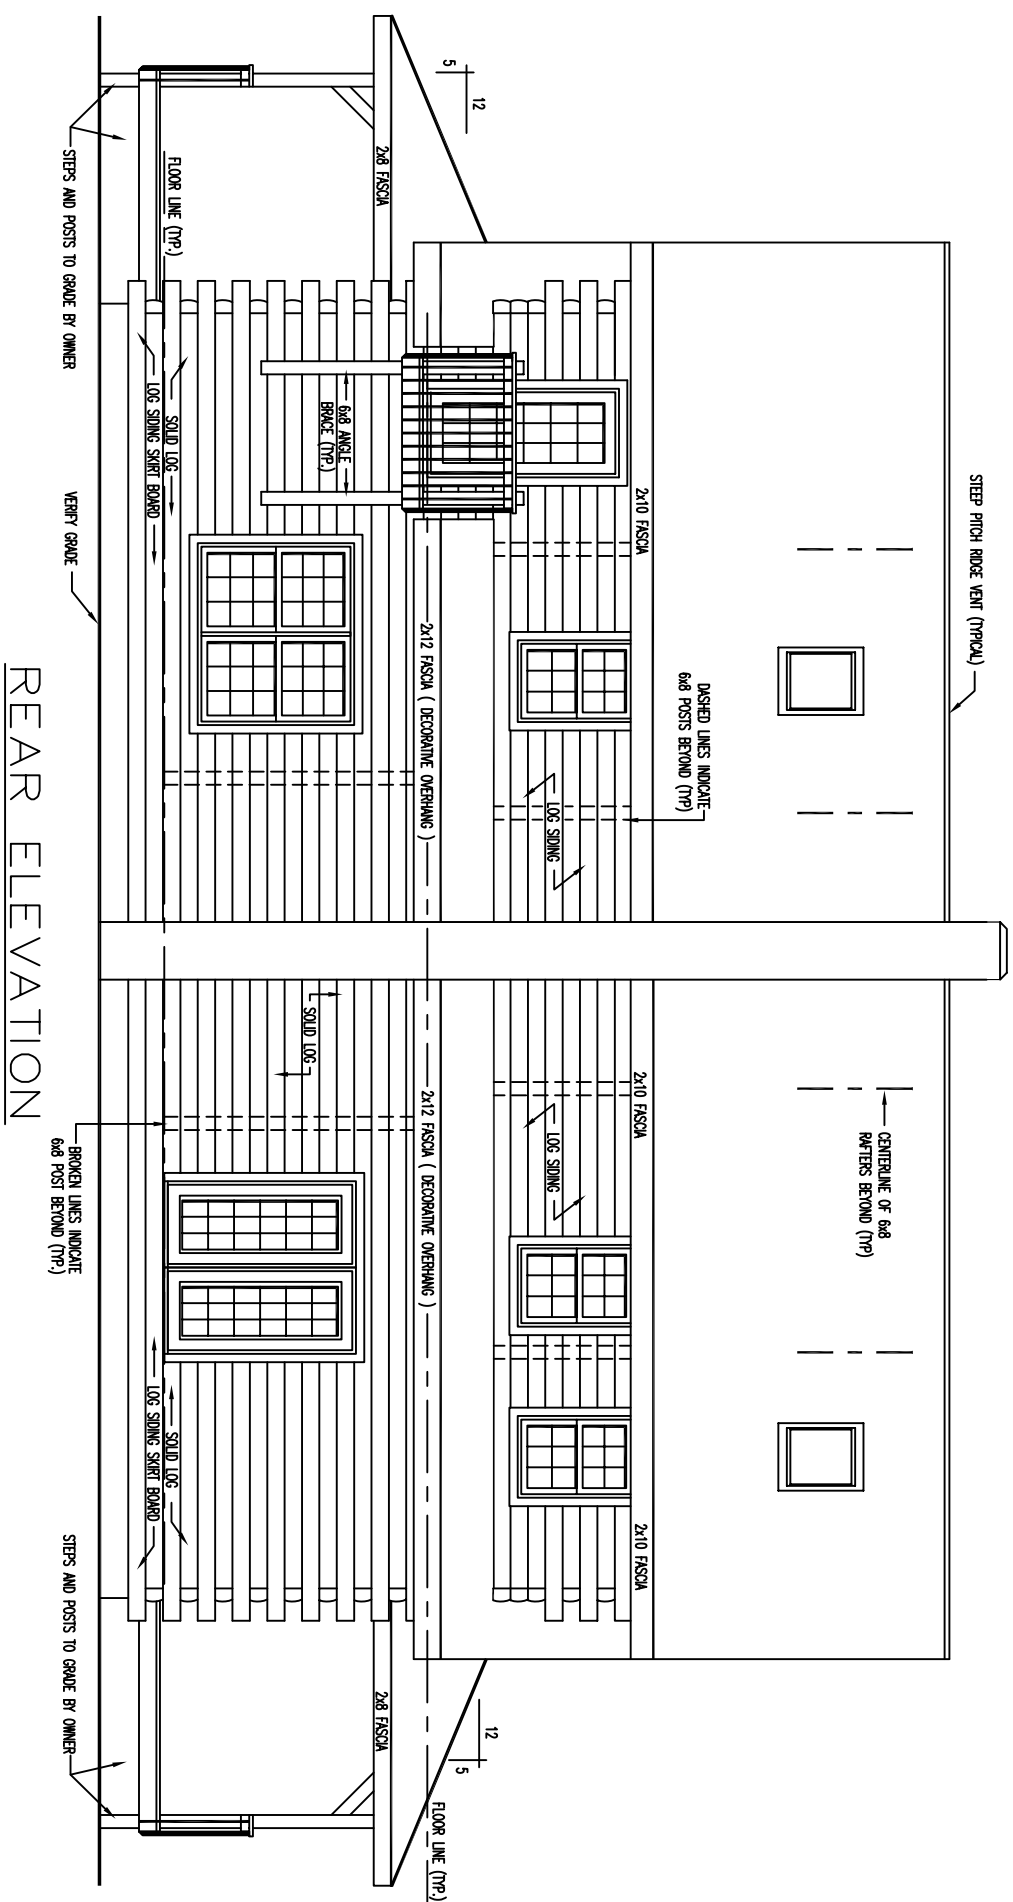 STEEP PITCH RIDGE VENT (TYPICAL)
CENTERLINE OF 6x8
RAFTERS BEYOND (TYP)
DASHED LINES INDICATE
6x8 POSTS BEYOND (TYP)
2x10 FASCIA
2x10 FASCIA
2x10 FASCIA
LOG SIDING
LOG SIDING
12
5
12
5
2x12 FASCIA ( DECORATIVE OVERHANG )
2x12 FASCIA ( DECORATIVE OVERHANG )
FLOOR LINE (TYP.)
2x8 FASCIA
2x8 FASCIA
6x8 ANGLE
BRACE (TYP.)
SOLID LOG
FLOOR LINE (TYP.)
SOLID LOG
SOLID LOG
LOG SIDING SKIRT BOARD
LOG SIDING SKIRT BOARD
STEPS AND POSTS TO GRADE BY OWNER
VERIFY GRADE
BROKEN LINES INDICATE
6x8 POST BEYOND (TYP.)
STEPS AND POSTS TO GRADE BY OWNER
REAR ELEVATION